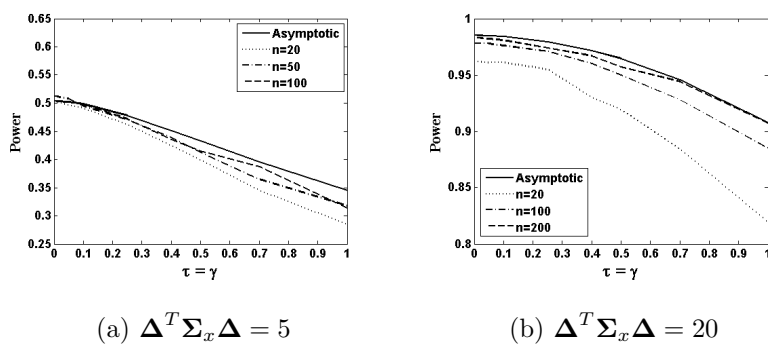 0.65
0.6
0.55
0.5
0.45
0.4
0.35
0.3
0.25
Power
0 0.1 0.2 0.3 0.4 0.5 0.6 0.7 0.8 0.9 1
τ = γ
Asymptotic
n=20
n=50
n=100
(a) Δ^T Σ_x Δ = 5
1
0.95
0.9
0.85
0.8
Power
0 0.1 0.2 0.3 0.4 0.5 0.6 0.7 0.8 0.9 1
τ = γ
Asymptotic
n=20
n=100
n=200
(b) Δ^T Σ_x Δ = 20